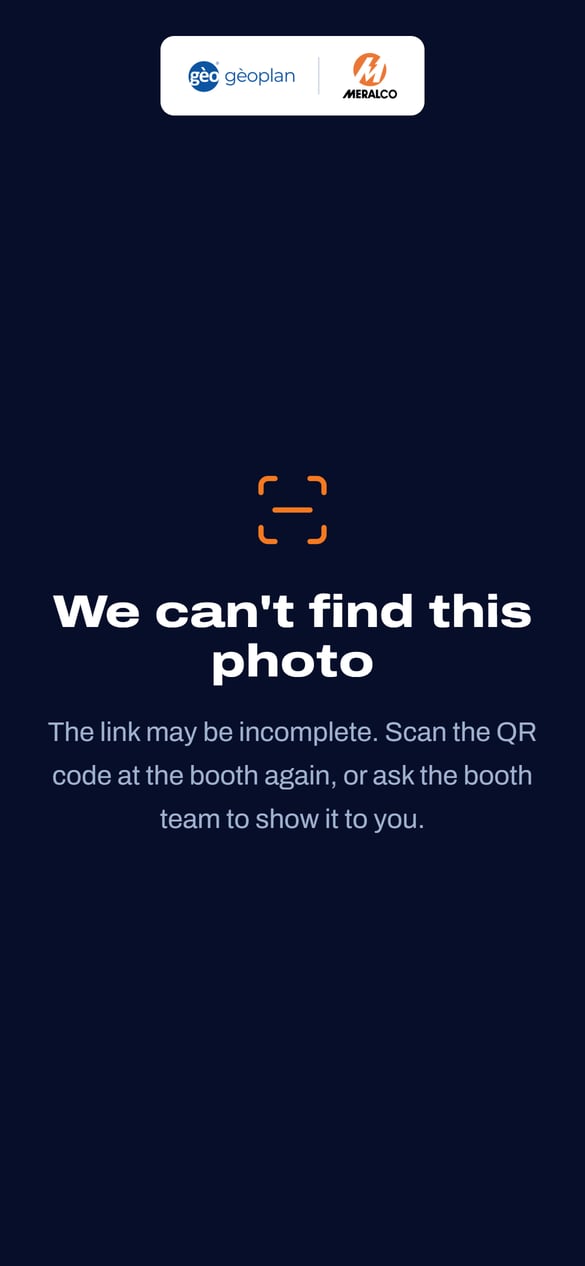 gèo gèoplan
MERALCO
We can't find this
photo
The link may be incomplete. Scan the QR
code at the booth again, or ask the booth
team to show it to you.